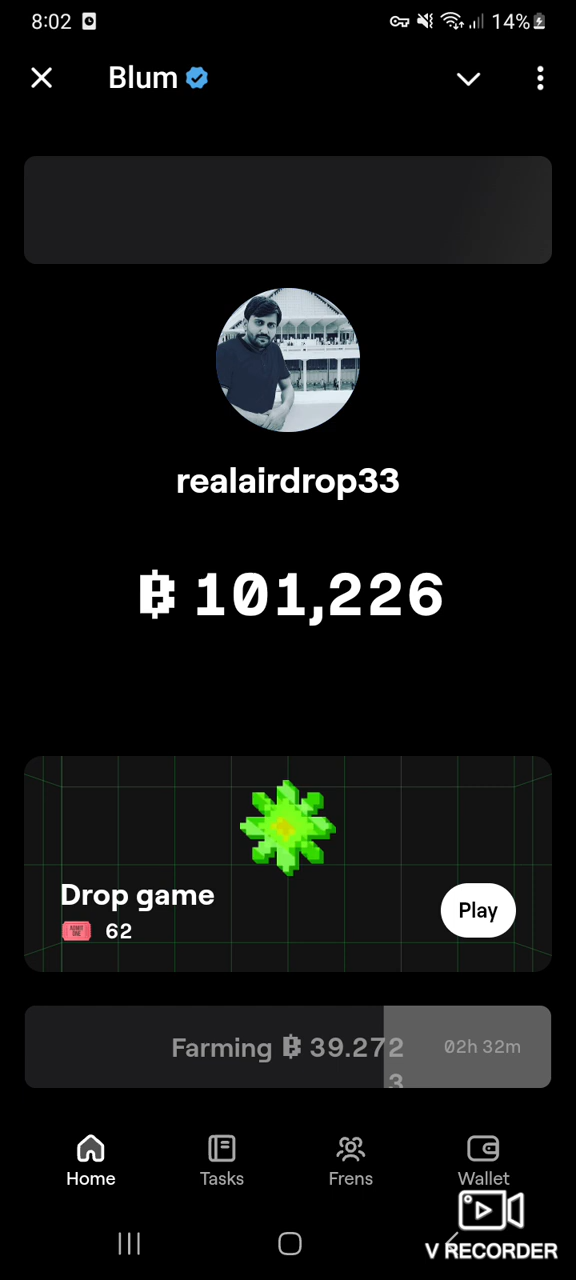 8:02 14%
Blum
realairdrop33
101,226
Drop game
62
Play
Farming 39.272 02h 32m
3
Home Tasks Frens Wallet
V RECORDER